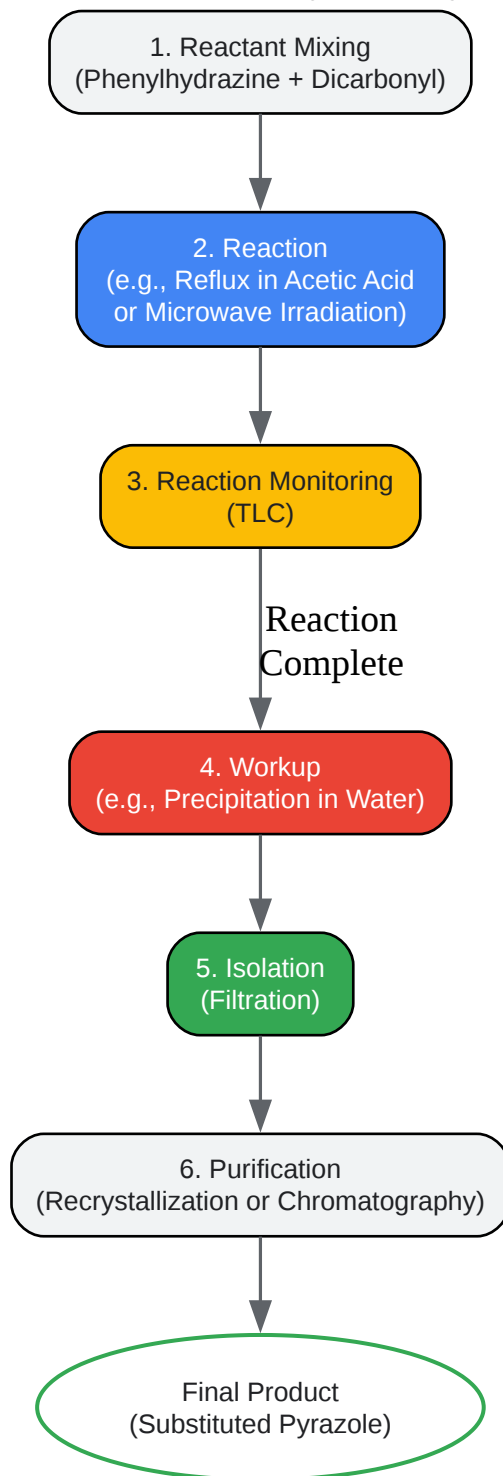 1. Reactant Mixing
(Phenylhydrazine + Dicarbonyl)
2. Reaction
(e.g., Reflux in Acetic Acid
or Microwave Irradiation)
3. Reaction Monitoring
(TLC)
Reaction
Complete
4. Workup
(e.g., Precipitation in Water)
5. Isolation
(Filtration)
6. Purification
(Recrystallization or Chromatography)
Final Product
(Substituted Pyrazole)